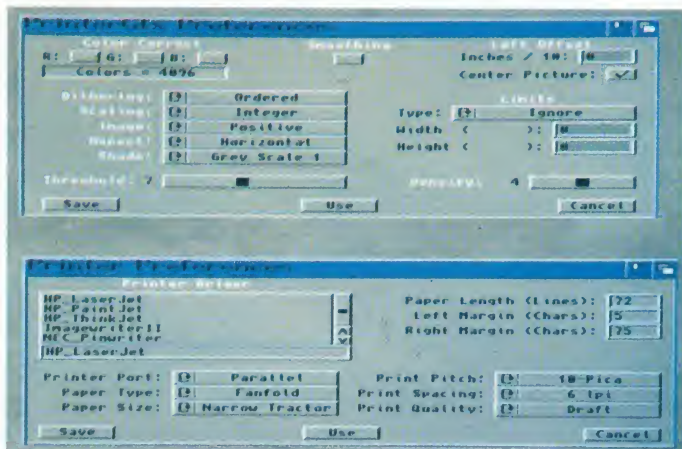 PrinterGfx Preferences
Color Correct
R: G: B:
Colors = 4096
Smoothing
Left Offset
Inches / 10: 0
Center Picture:
Dithering: Ordered
Scaling: Integer
Image: Positive
Aspect: Horizontal
Shade: Grey Scale 1
Limits
Type: Ignore
Width ( ): 0
Height ( ): 0
Threshold: 7
Density: 4
Save
Use
Cancel
Printer Preferences
Printer Driver
HP_LaserJet
HP_PaintJet
HP_ThinkJet
ImagewriterII
NEC_Pinwriter
HP_LaserJet
Paper Length (Lines): 72
Left Margin (Chars): 5
Right Margin (Chars): 75
Printer Port: Parallel
Paper Type: Fanfold
Paper Size: Narrow Tractor
Print Pitch: 10-Pica
Print Spacing: 6 lpi
Print Quality: Draft
Save
Use
Cancel